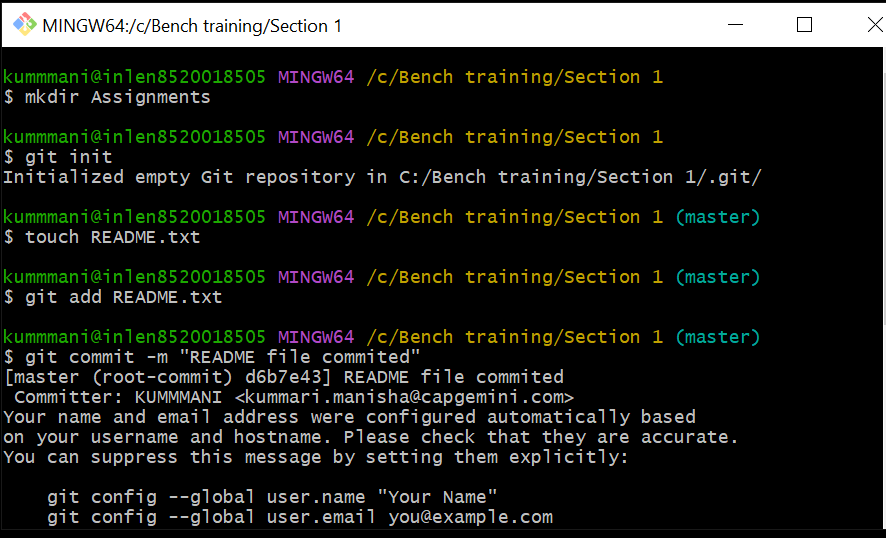 MINGW64:/c/Bench training/Section 1
kummmani@inlen8520018505 MINGW64 /c/Bench training/Section 1
$ mkdir Assignments
kummmani@inlen8520018505 MINGW64 /c/Bench training/Section 1
$ git init
Initialized empty Git repository in C:/Bench training/Section 1/.git/
kummmani@inlen8520018505 MINGW64 /c/Bench training/Section 1 (master)
$ touch README.txt
kummmani@inlen8520018505 MINGW64 /c/Bench training/Section 1 (master)
$ git add README.txt
kummmani@inlen8520018505 MINGW64 /c/Bench training/Section 1 (master)
$ git commit -m "README file commited"
[master (root-commit) d6b7e43] README file commited
 Committer: KUMMMANI <kummari.manisha@capgemini.com>
Your name and email address were configured automatically based
on your username and hostname. Please check that they are accurate.
You can suppress this message by setting them explicitly:
    git config --global user.name "Your Name"
    git config --global user.email you@example.com